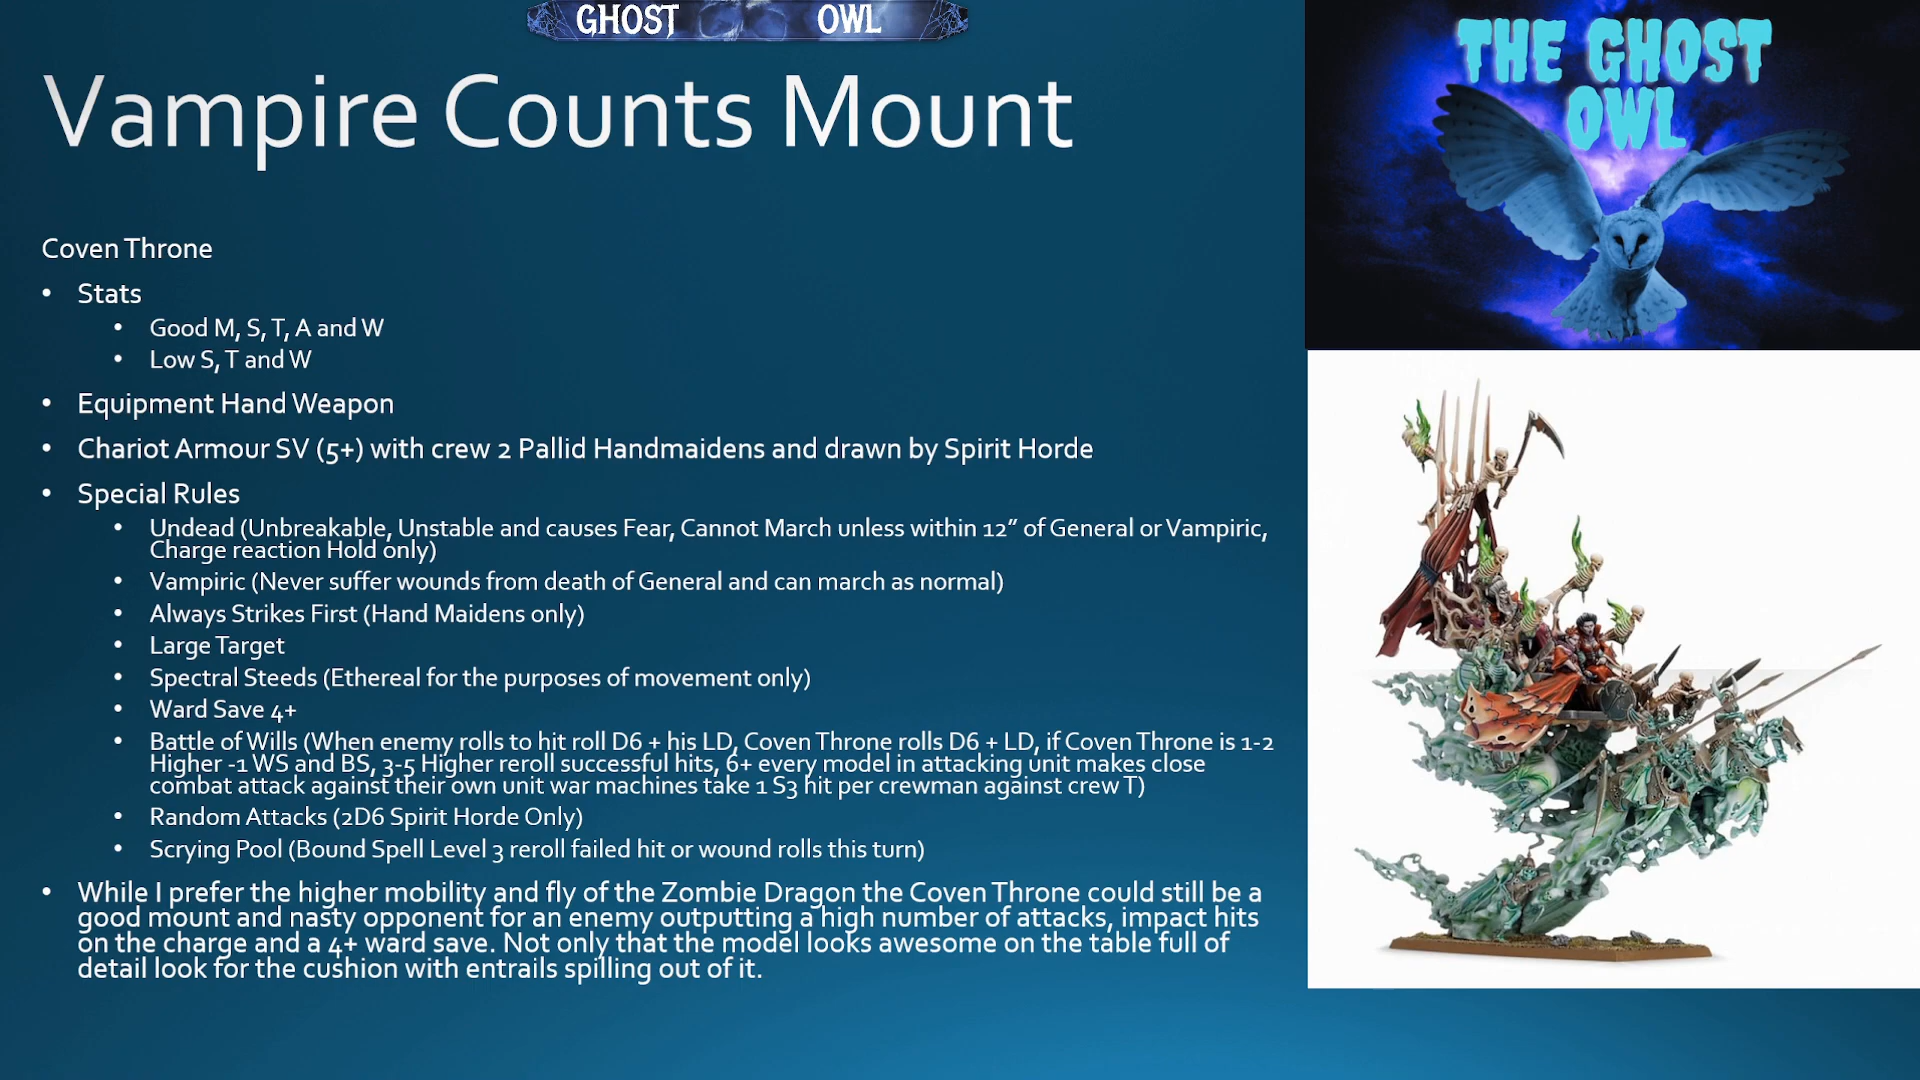 GHOST OWL
THE GHOST
OWL
Vampire Counts Mount
Coven Throne
• Stats
• Good M, S, T, A and W
• Low S, T and W
• Equipment Hand Weapon
• Chariot Armour SV (5+) with crew 2 Pallid Handmaidens and drawn by Spirit Horde
• Special Rules
• Undead (Unbreakable, Unstable and causes Fear, Cannot March unless within 12” of General or Vampiric,
Charge reaction Hold only)
• Vampiric (Never suffer wounds from death of General and can march as normal)
• Always Strikes First (Hand Maidens only)
• Large Target
• Spectral Steeds (Ethereal for the purposes of movement only)
• Ward Save 4+
• Battle of Wills (When enemy rolls to hit roll D6 + his LD, Coven Throne rolls D6 + LD, if Coven Throne is 1-2
Higher -1 WS and BS, 3-5 Higher reroll successful hits, 6+ every model in attacking unit makes close
combat attack against their own unit war machines take 1 S3 hit per crewman against crew T)
• Random Attacks (2D6 Spirit Horde Only)
• Scrying Pool (Bound Spell Level 3 reroll failed hit or wound rolls this turn)
• While I prefer the higher mobility and fly of the Zombie Dragon the Coven Throne could still be a
good mount and nasty opponent for an enemy outputting a high number of attacks, impact hits
on the charge and a 4+ ward save. Not only that the model looks awesome on the table full of
detail look for the cushion with entrails spilling out of it.